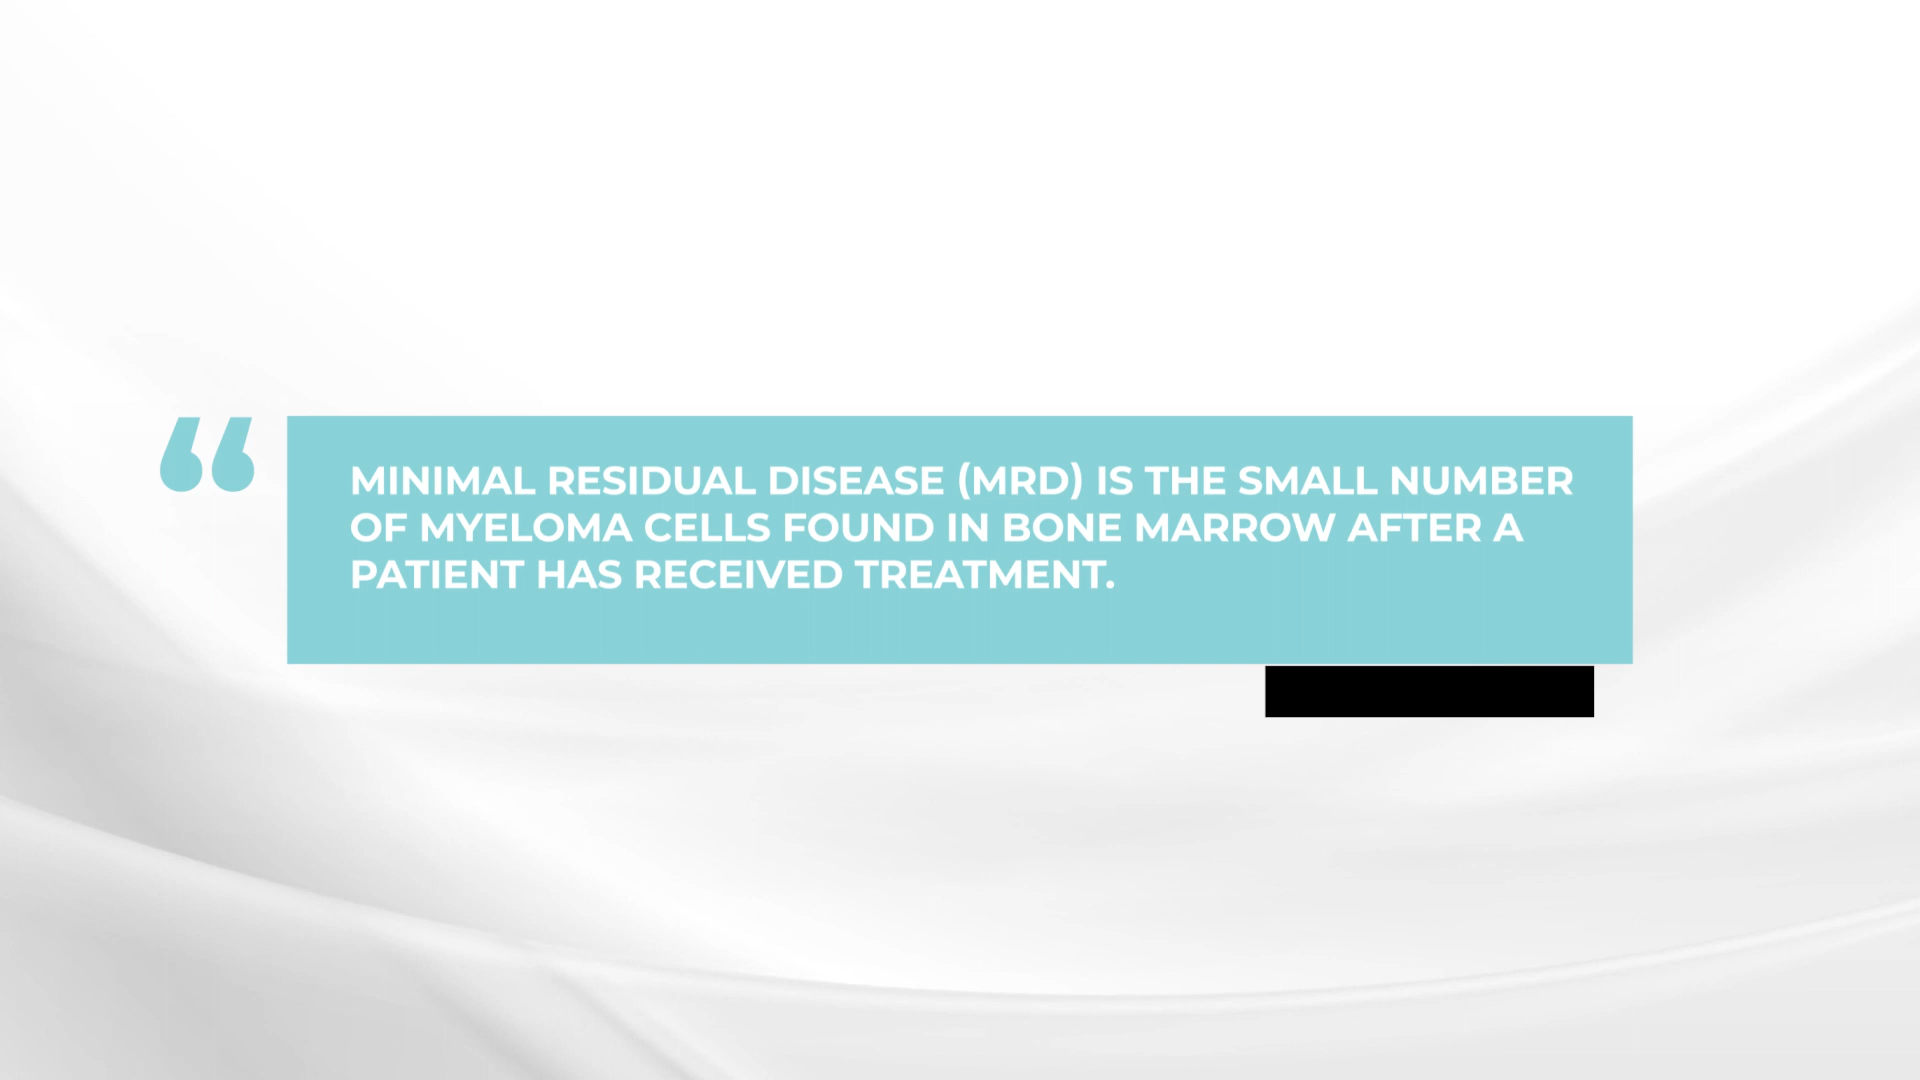 “
MINIMAL RESIDUAL DISEASE (MRD) IS THE SMALL NUMBER
OF MYELOMA CELLS FOUND IN BONE MARROW AFTER A
PATIENT HAS RECEIVED TREATMENT.